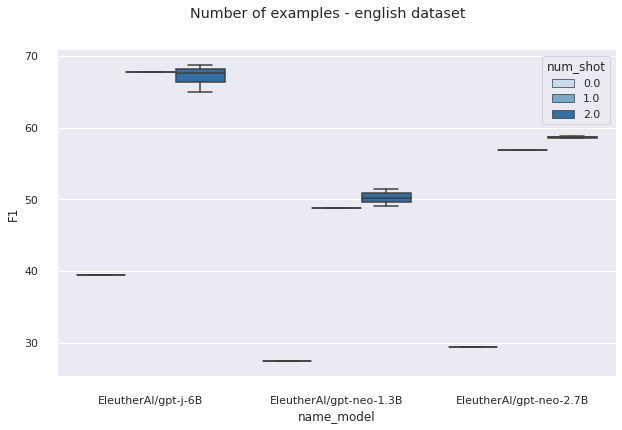 Number of examples - english dataset
num_shot
0.0
1.0
2.0
70
60
50
40
30
F1
EleutherAI/gpt-j-6B
EleutherAI/gpt-neo-1.3B
EleutherAI/gpt-neo-2.7B
name_model